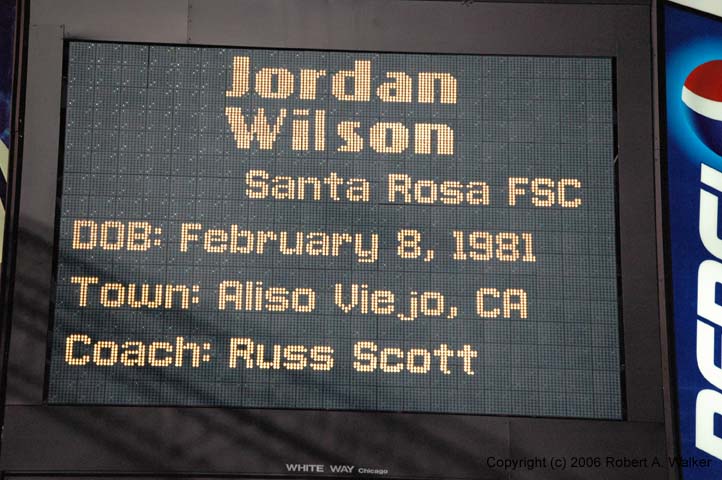 Jordan
Wilson
Santa Rosa FSC
DOB: February 8, 1981
Town: Aliso Viejo, CA
Coach: Russ Scott
PEPSI
WHITE WAY Chicago
Copyright (c) 2006 Robert A. Walker